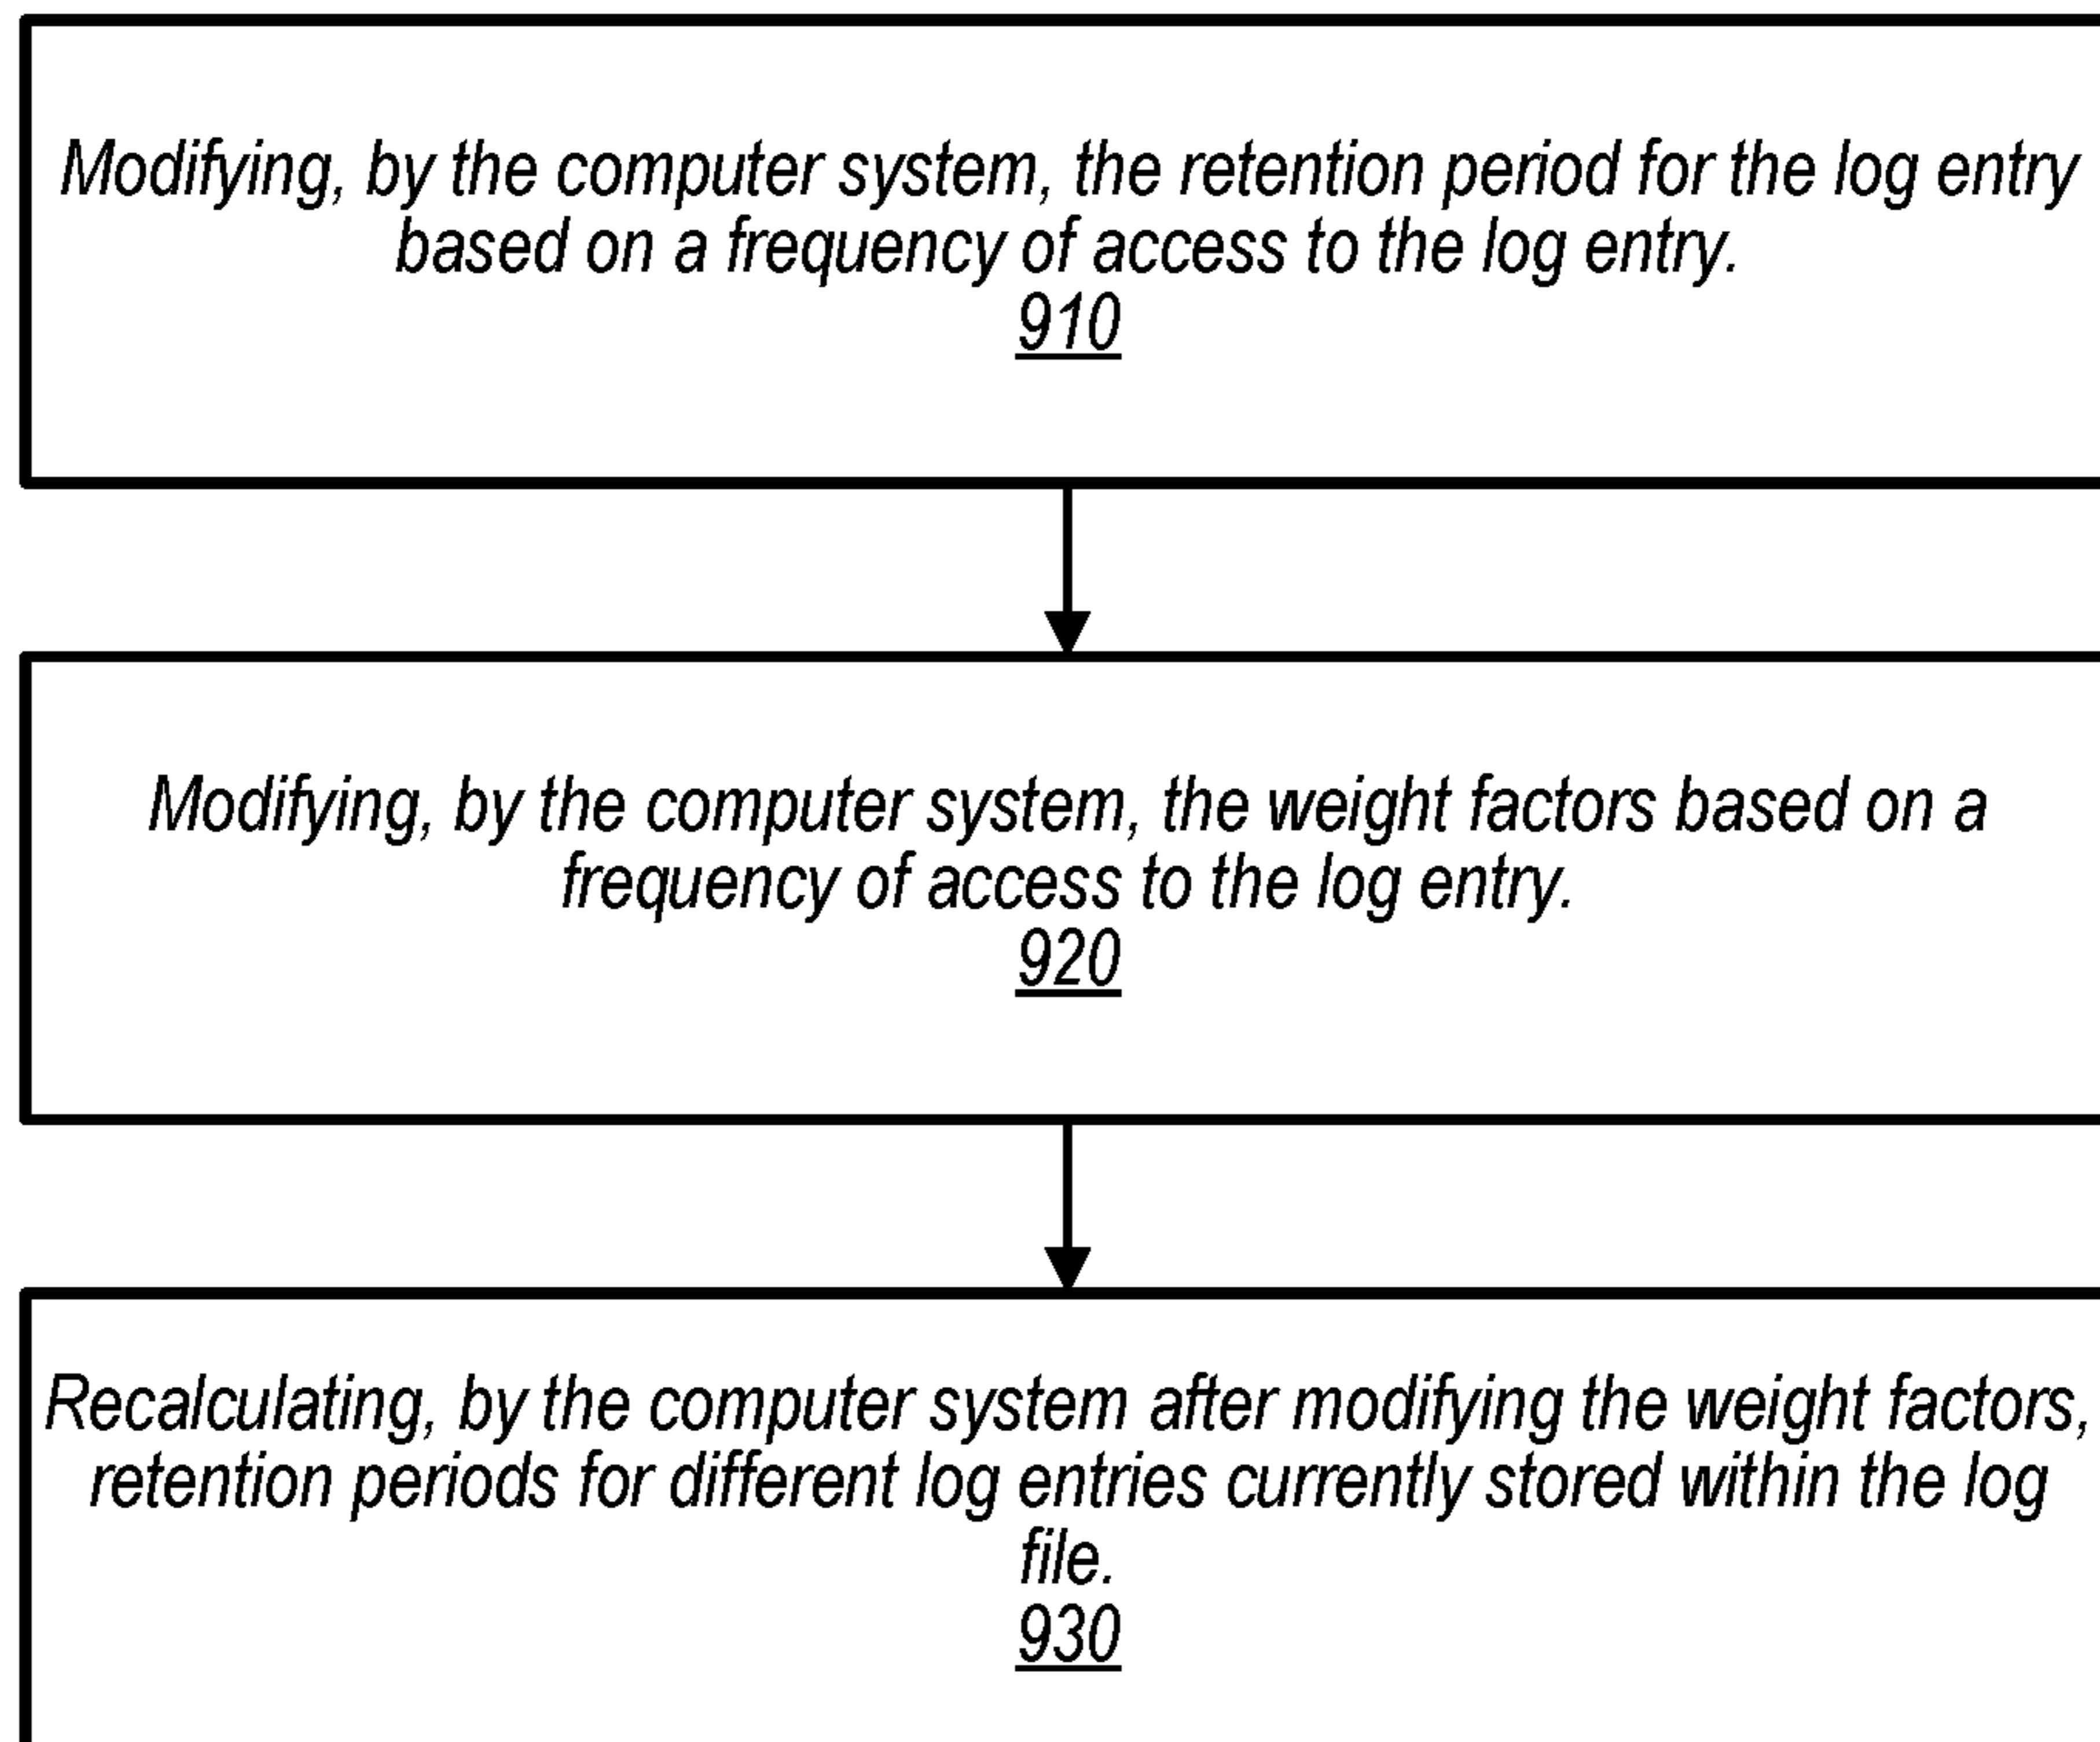 Modifying, by the computer system, the retention period for the log entry
based on a frequency of access to the log entry.
910
Modifying, by the computer system, the weight factors based on a
frequency of access to the log entry.
920
Recalculating, by the computer system after modifying the weight factors,
retention periods for different log entries currently stored within the log
file.
930